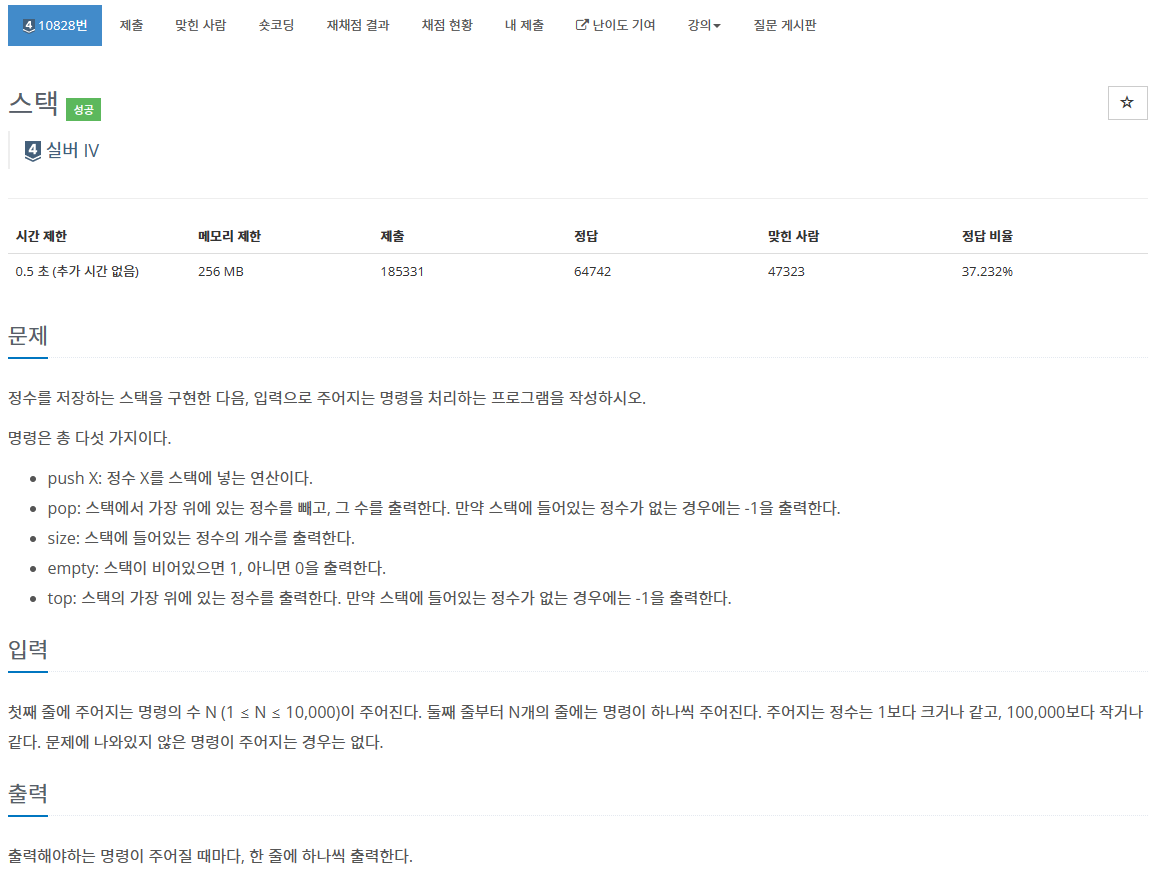 4 10828번 제출 맞힌 사람 숏코딩 재채점 결과 채점 현황 내 제출 난이도 기여 강의 질문 게시판
스택 성공
4 실버 IV
시간 제한 메모리 제한 제출 정답 맞힌 사람 정답 비율
0.5 초 (추가 시간 없음) 256 MB 185331 64742 47323 37.232%
문제
정수를 저장하는 스택을 구현한 다음, 입력으로 주어지는 명령을 처리하는 프로그램을 작성하시오.
명령은 총 다섯 가지이다.
• push X: 정수 X를 스택에 넣는 연산이다.
• pop: 스택에서 가장 위에 있는 정수를 빼고, 그 수를 출력한다. 만약 스택에 들어있는 정수가 없는 경우에는 -1을 출력한다.
• size: 스택에 들어있는 정수의 개수를 출력한다.
• empty: 스택이 비어있으면 1, 아니면 0을 출력한다.
• top: 스택의 가장 위에 있는 정수를 출력한다. 만약 스택에 들어있는 정수가 없는 경우에는 -1을 출력한다.
입력
첫째 줄에 주어지는 명령의 수 N (1 ≤ N ≤ 10,000)이 주어진다. 둘째 줄부터 N개의 줄에는 명령이 하나씩 주어진다. 주어지는 정수는 1보다 크거나 같고, 100,000보다 작거나
같다. 문제에 나와있지 않은 명령이 주어지는 경우는 없다.
출력
출력해야하는 명령이 주어질 때마다, 한 줄에 하나씩 출력한다.